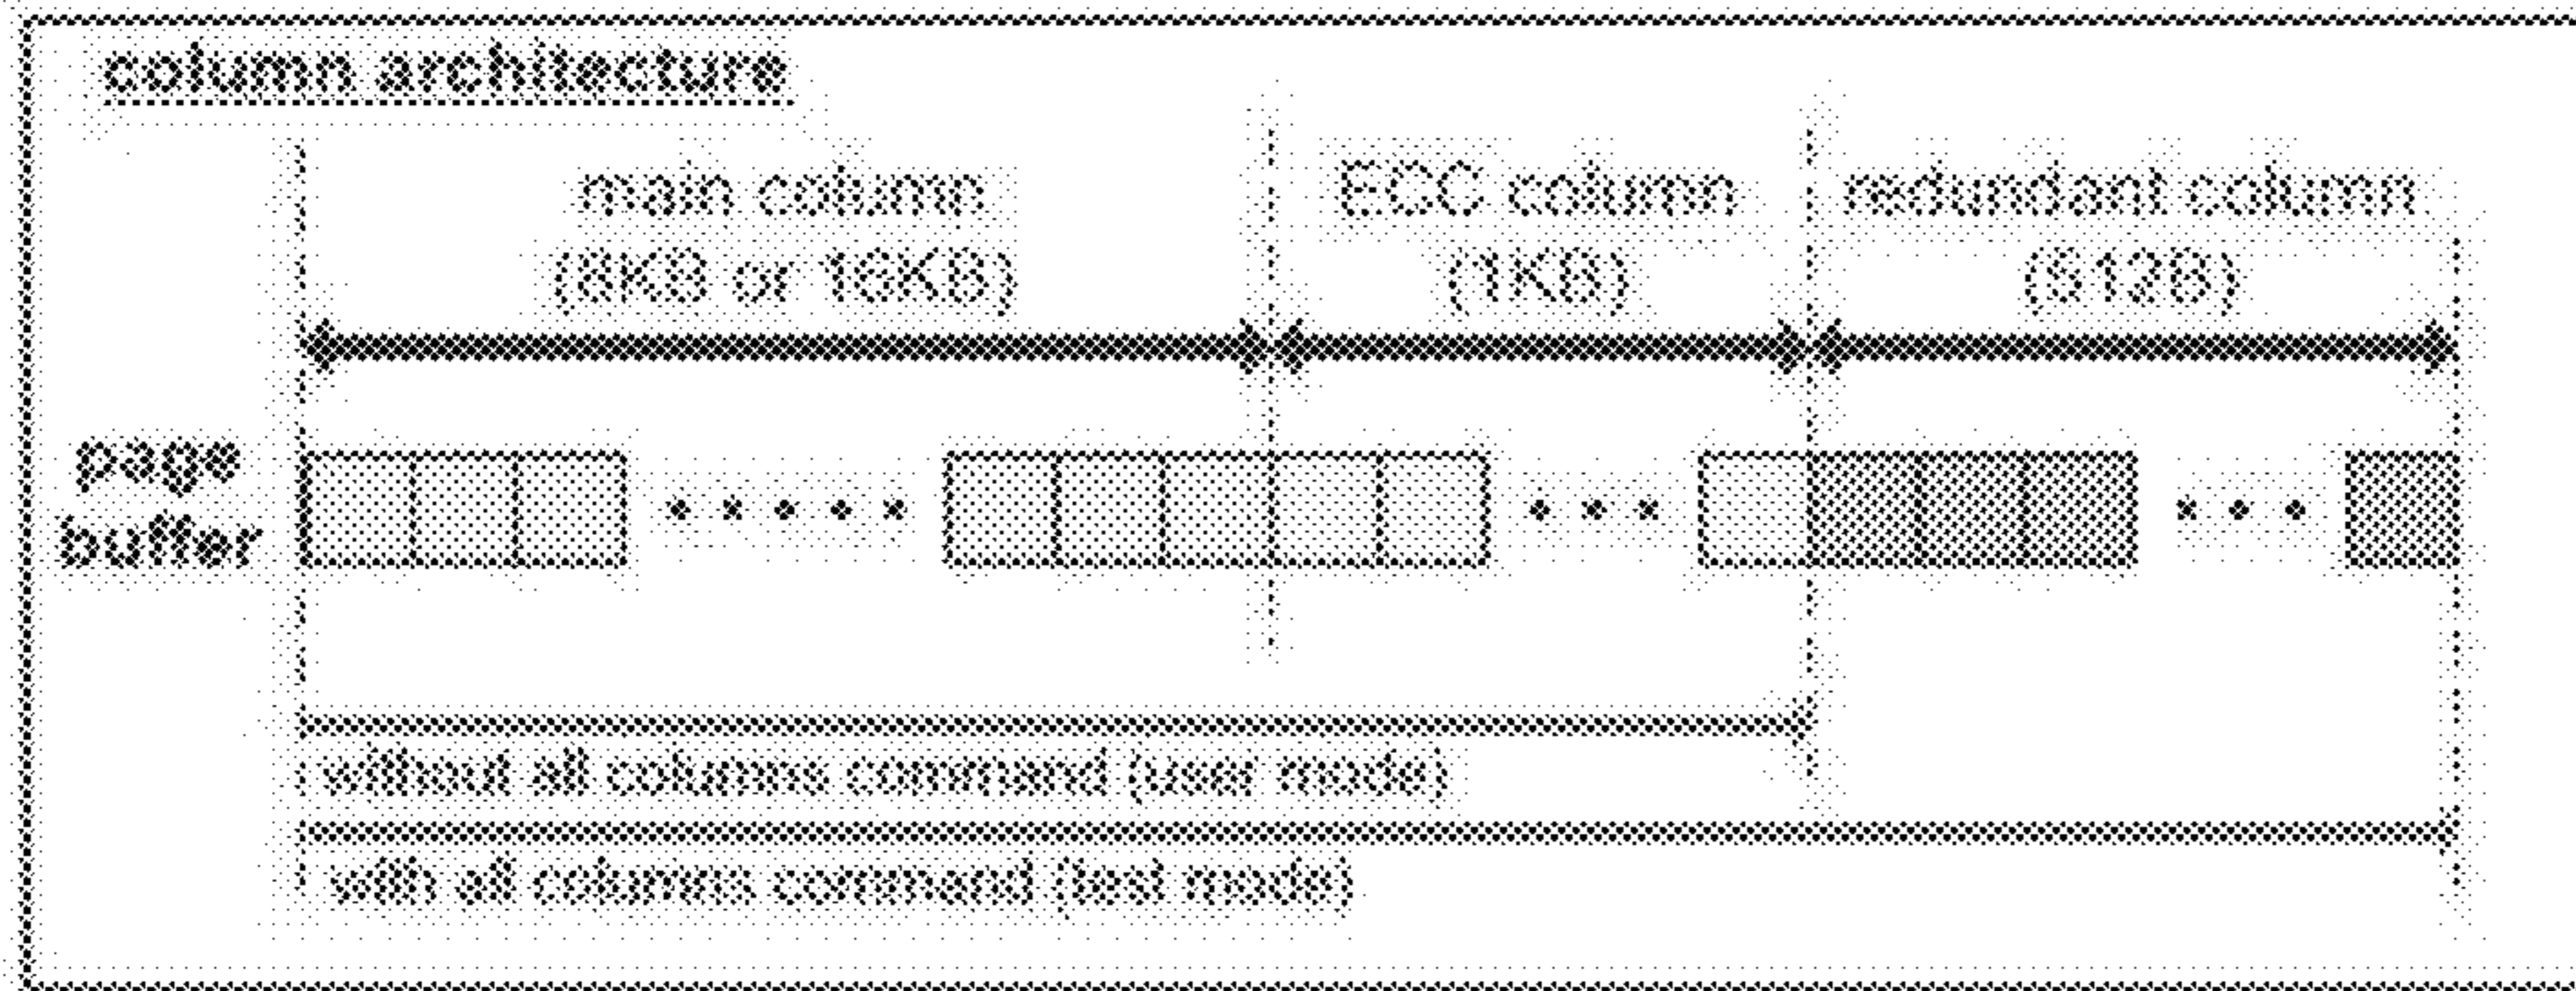 column architecture
main column
(8KB or 16KB)
ECC column
(1KB)
redundant column
(512B)
page
buffer
without all columns command (user mode)
with all columns command (test mode)